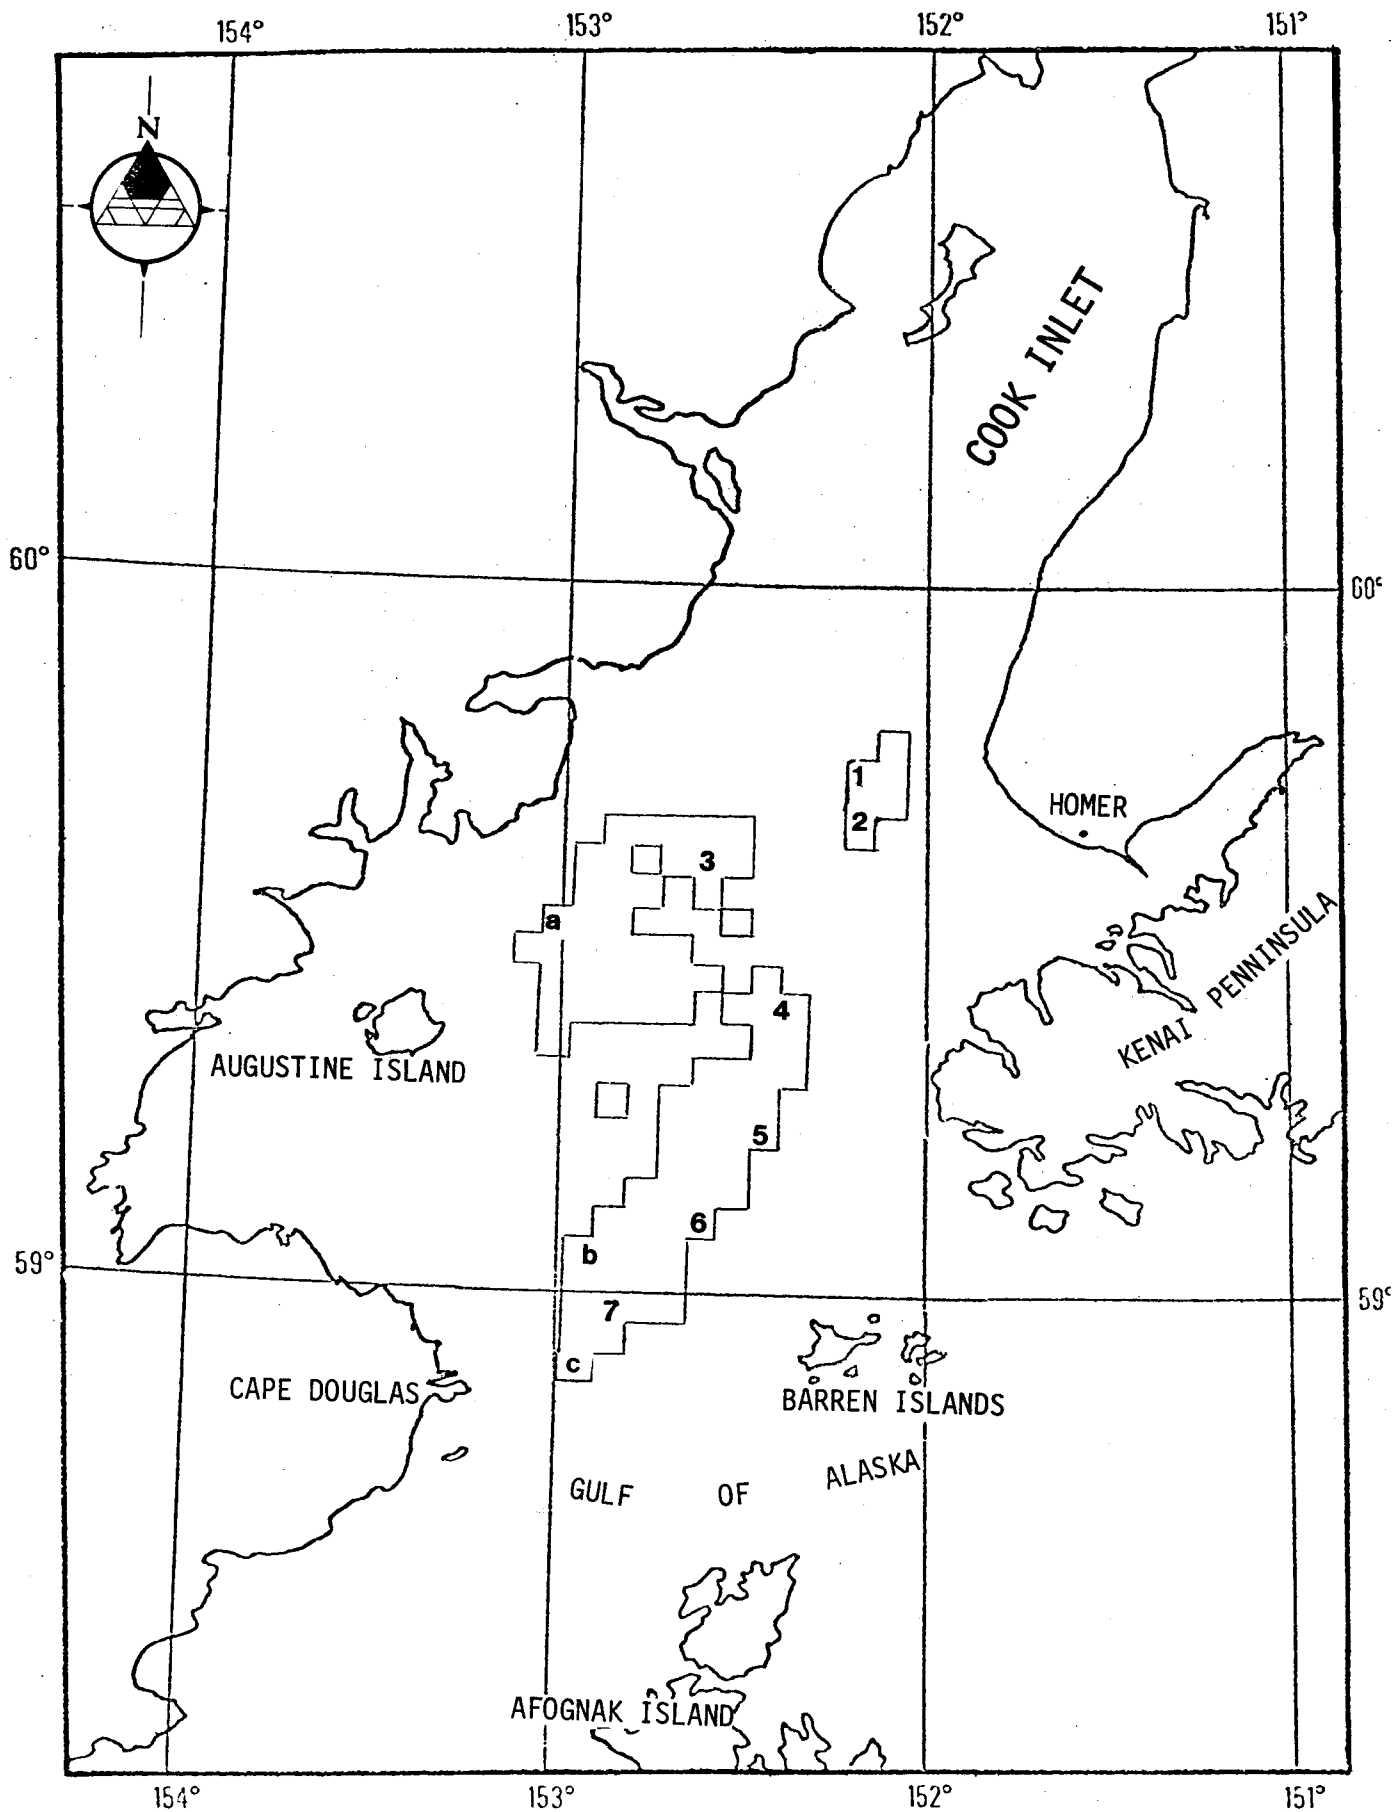 154°
153°
152°
151°
N
COOK INLET
60°
60°
1
2
HOMER
3
a
KENAI PENNINSULA
4
AUGUSTINE ISLAND
5
6
b
59°
59°
7
c
CAPE DOUGLAS
BARREN ISLANDS
GULF OF ALASKA
AFOGNAK ISLAND
154°
153°
152°
151°